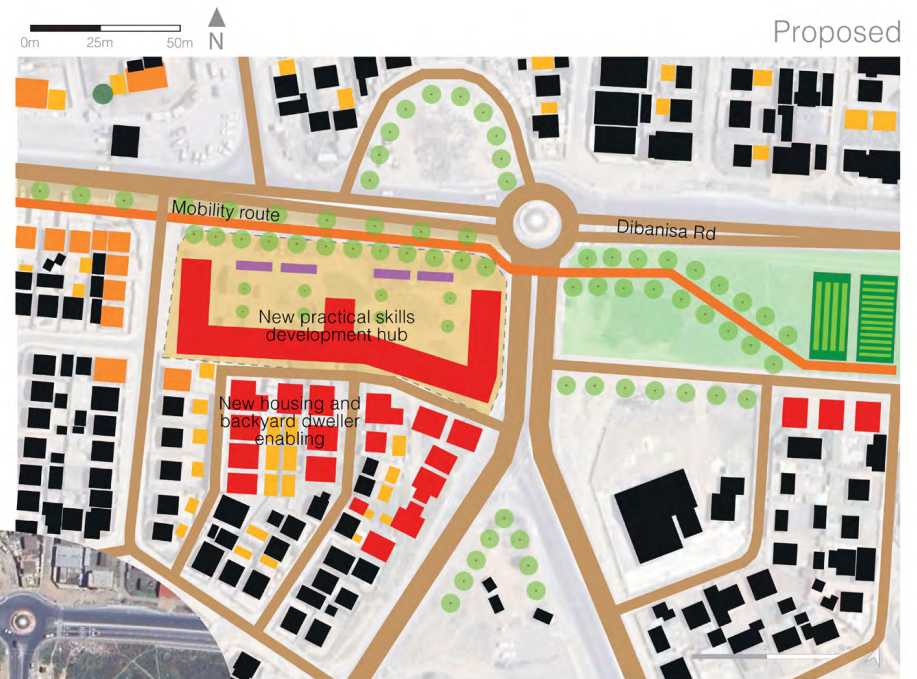 0m 25m 50m
N
Proposed
Mobility route
Dibanisa Rd
New practical skills
development hub
New housing and
backyard dweller
enabling